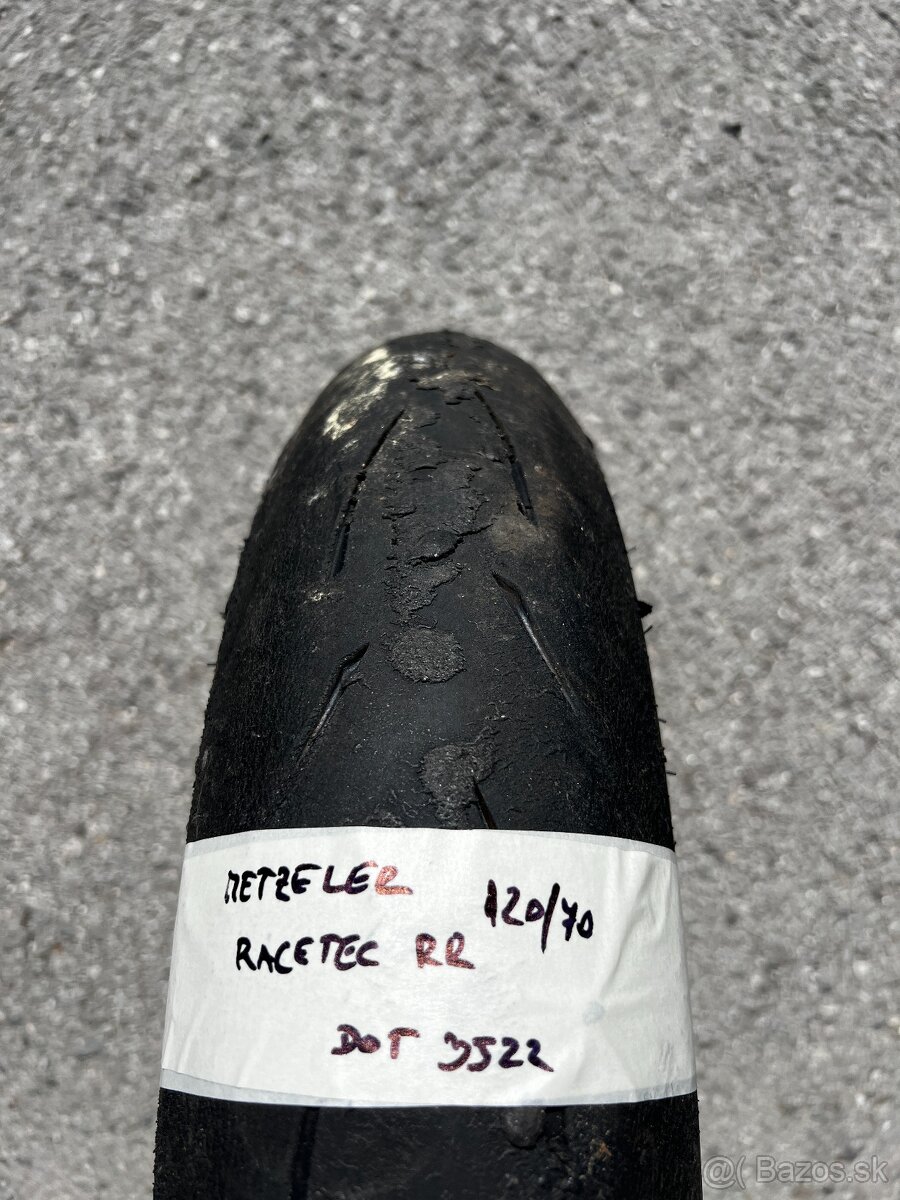 METZELER
120/70
RACETEC RR
DOT 3522
@( Bazos.sk